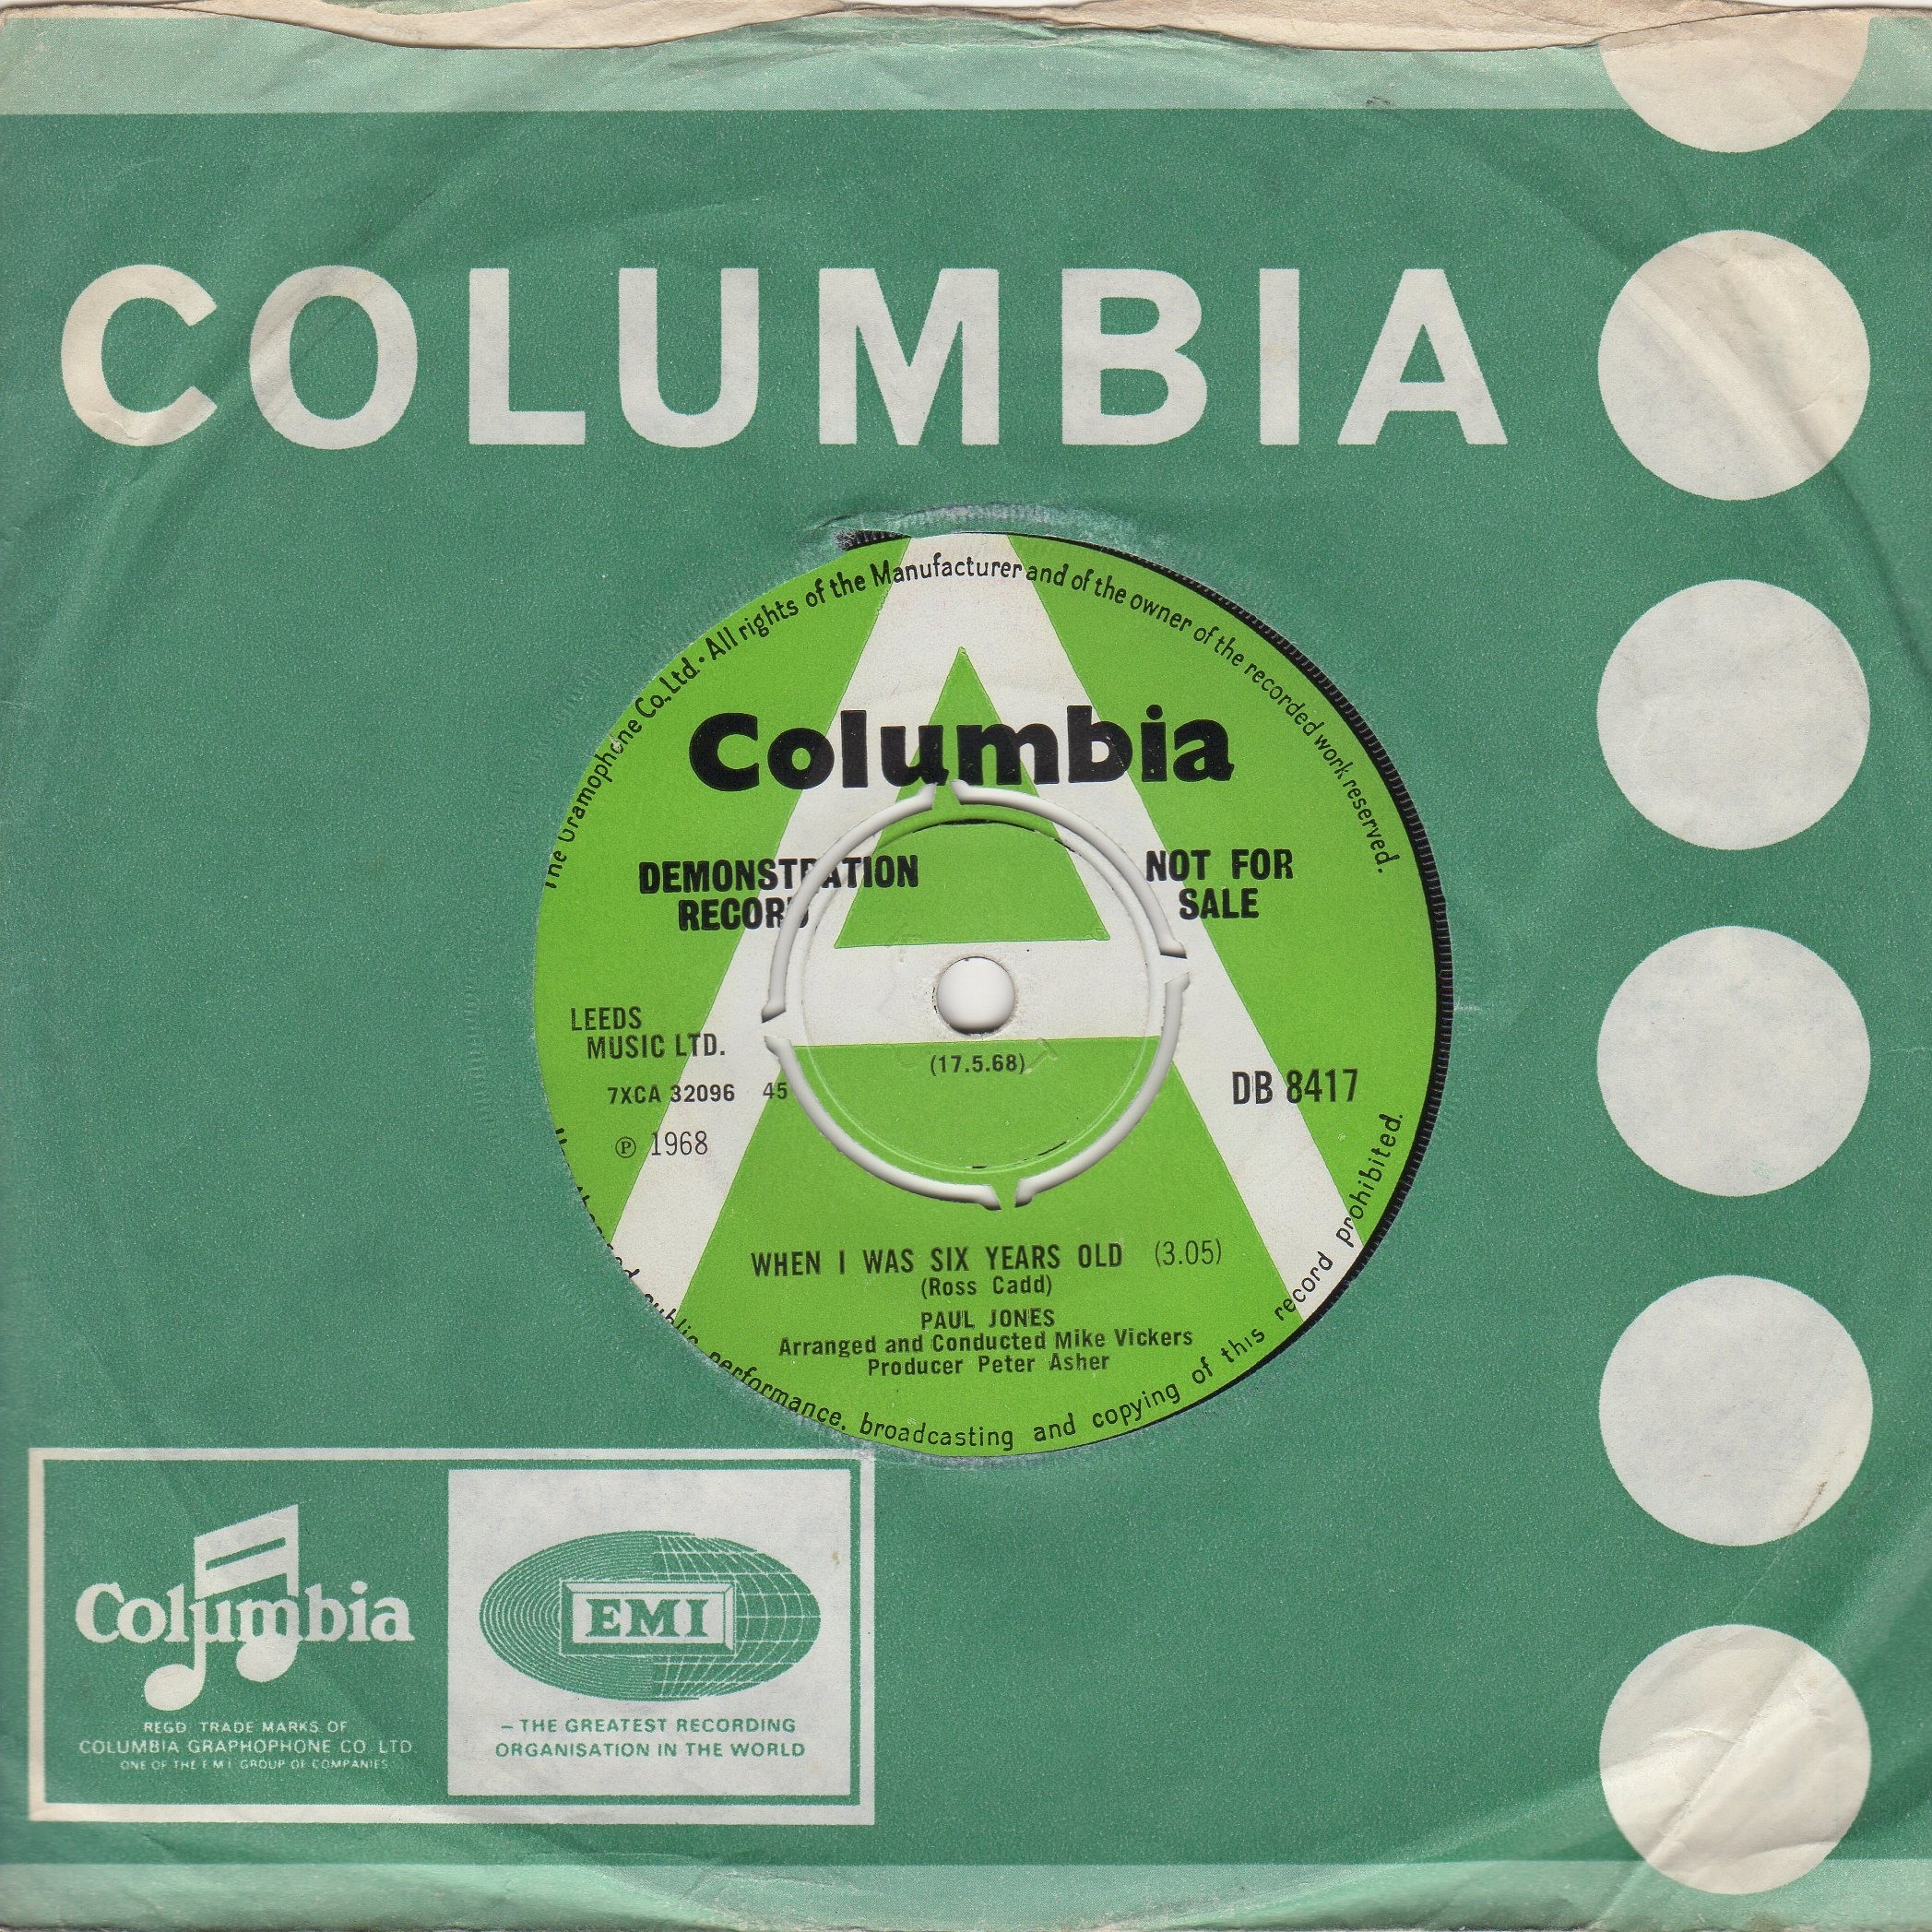 COLUMBIA
The Gramophone Co. Ltd. · All rights of the Manufacturer and of the owner of the recorded work reserved.
Columbia
DEMONSTRATION
RECORD
NOT FOR
SALE
LEEDS
MUSIC LTD.
7XCA 32096 45
℗ 1968
(17.5.68)
DB 8417
WHEN I WAS SIX YEARS OLD (3.05)
(Ross Cadd)
PAUL JONES
Arranged and Conducted Mike Vickers
Producer Peter Asher
public performance, broadcasting and copying of this record prohibited.
Columbia
REGD. TRADE MARKS OF
COLUMBIA GRAPHOPHONE CO. LTD.
ONE OF THE E.M.I. GROUP OF COMPANIES
EMI
– THE GREATEST RECORDING
ORGANISATION IN THE WORLD